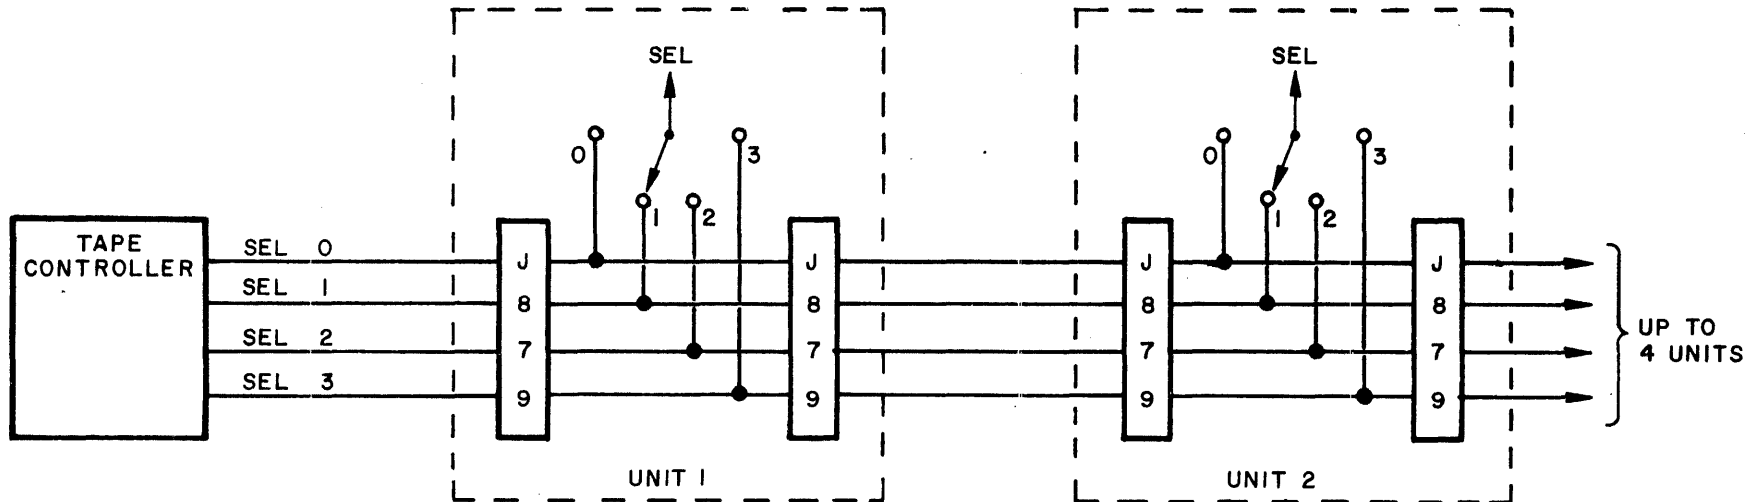 TAPE
CONTROLLER
SEL 0
SEL 1
SEL 2
SEL 3
SEL
0
1
2
3
J
8
7
9
J
8
7
9
UNIT 1
SEL
0
1
2
3
J
8
7
9
J
8
7
9
UNIT 2
UP TO
4 UNITS